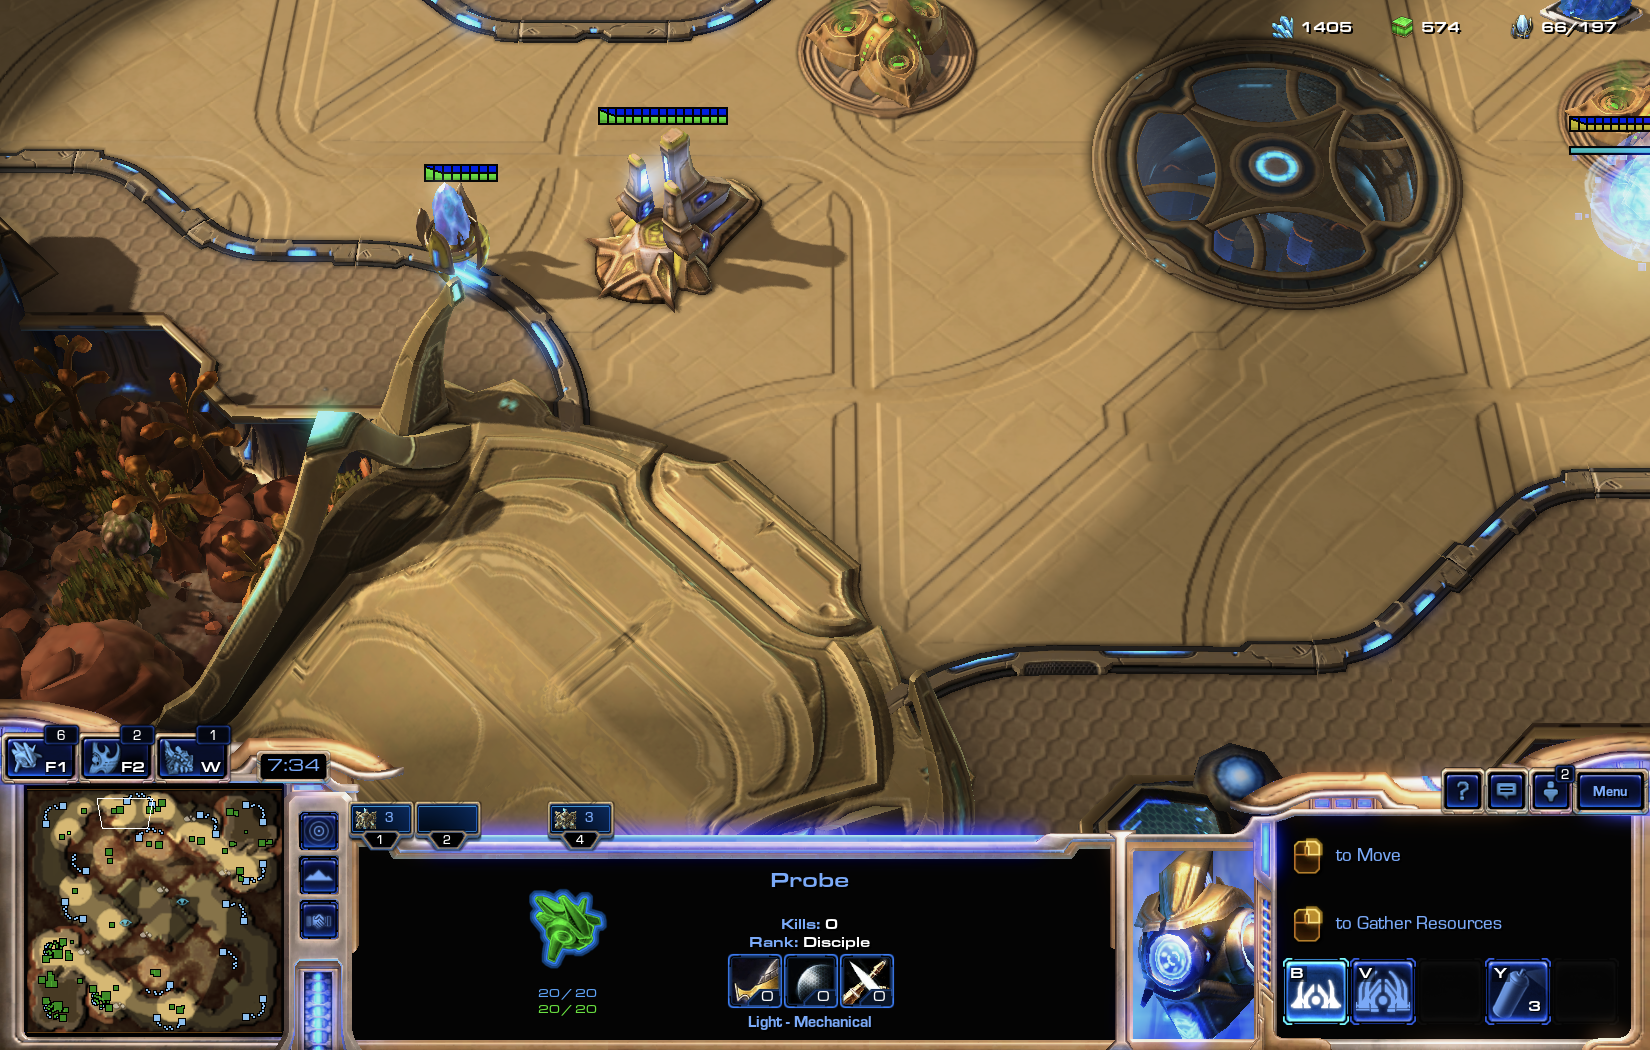 1405 574 66/197
6 2 1
F1 F2 W
7:34
3 3
1 2 4
2
? Menu
Probe
Kills: 0
Rank: Disciple
0 0 0
20/20
20/20
Light - Mechanical
to Move
to Gather Resources
B V Y
3